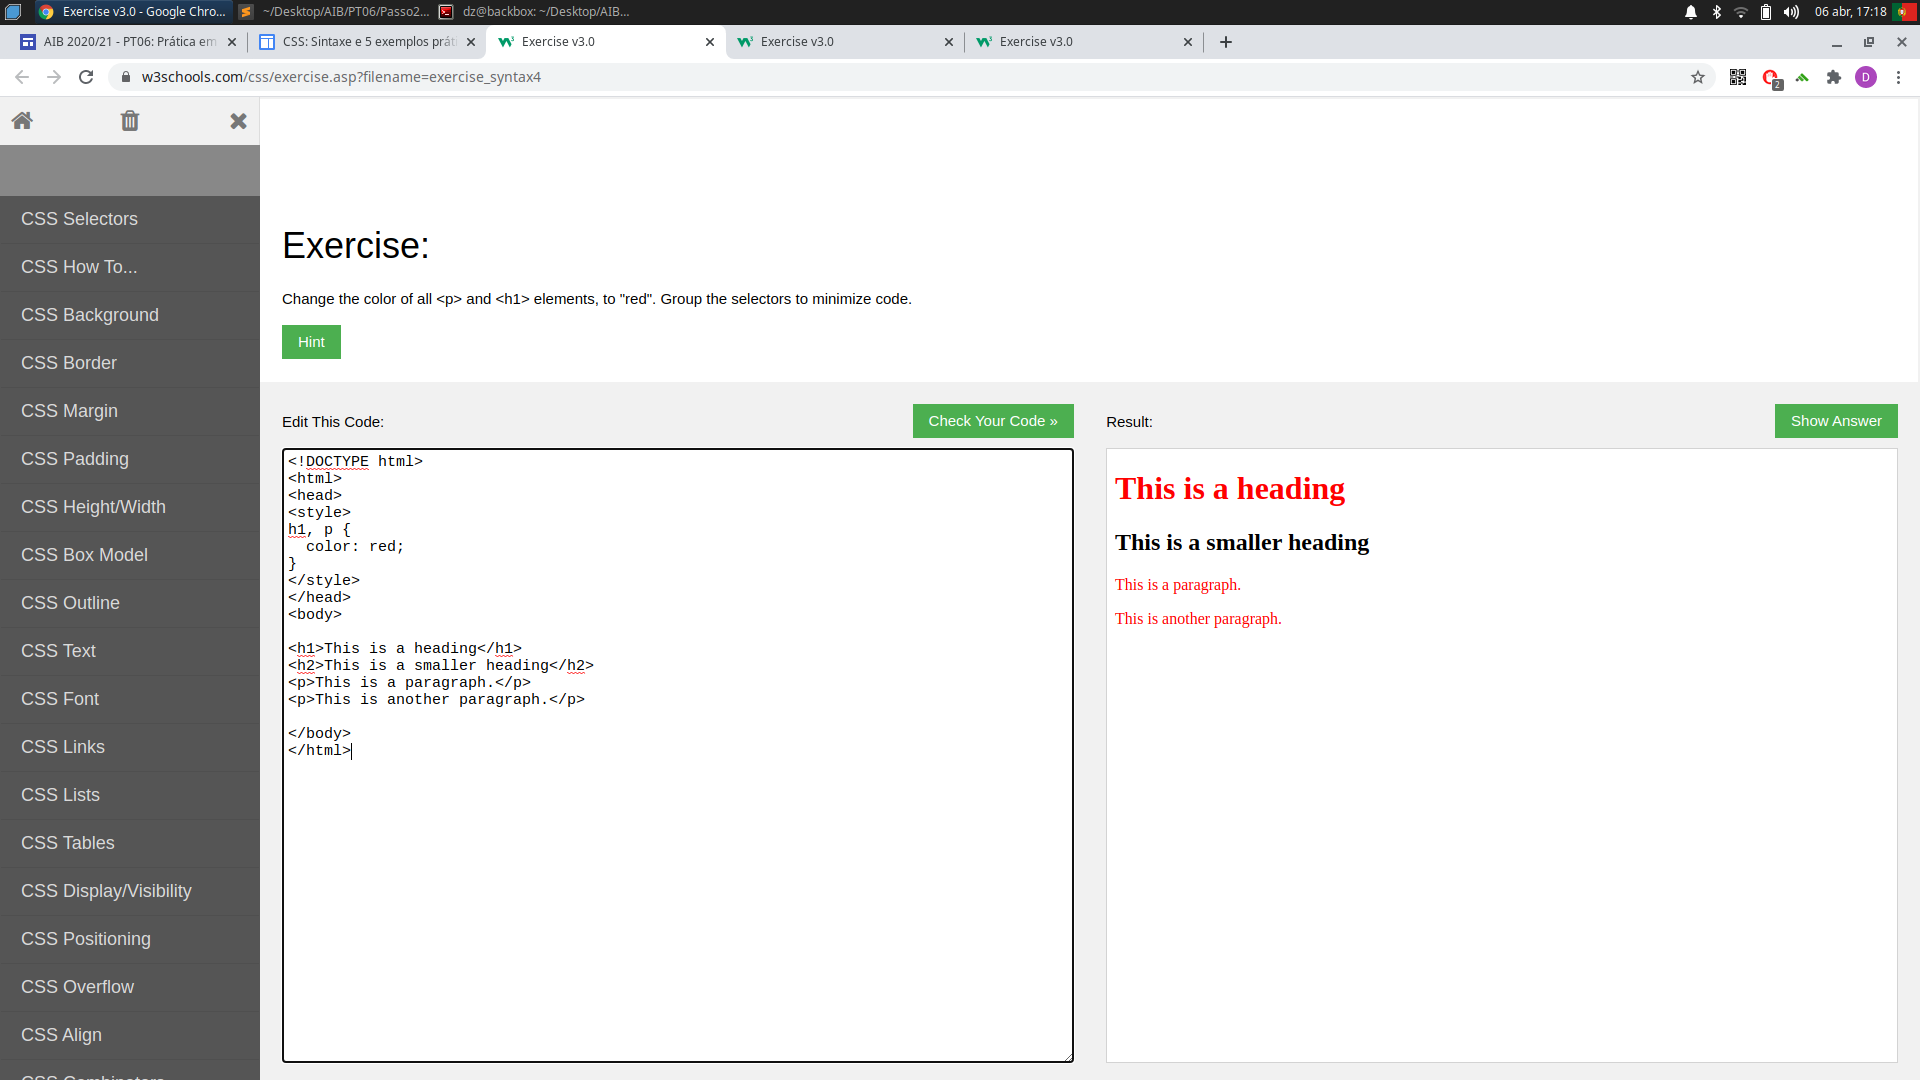 Exercise v3.0 - Google Chro...
~/Desktop/AIB/PT06/Passo2...
dz@backbox: ~/Desktop/AIB...
06 abr, 17:18
AIB 2020/21 - PT06: Prática em
CSS: Sintaxe e 5 exemplos prát
Exercise v3.0
Exercise v3.0
Exercise v3.0
w3schools.com/css/exercise.asp?filename=exercise_syntax4
2
D
CSS Selectors
CSS How To...
CSS Background
CSS Border
CSS Margin
CSS Padding
CSS Height/Width
CSS Box Model
CSS Outline
CSS Text
CSS Font
CSS Links
CSS Lists
CSS Tables
CSS Display/Visibility
CSS Positioning
CSS Overflow
CSS Align
Exercise:
Change the color of all <p> and <h1> elements, to "red". Group the selectors to minimize code.
Hint
Edit This Code:
Check Your Code »
<!DOCTYPE html>
<html>
<head>
<style>
h1, p {
  color: red;
}
</style>
</head>
<body>
<h1>This is a heading</h1>
<h2>This is a smaller heading</h2>
<p>This is a paragraph.</p>
<p>This is another paragraph.</p>
</body>
</html>
Result:
Show Answer
This is a heading
This is a smaller heading
This is a paragraph.
This is another paragraph.